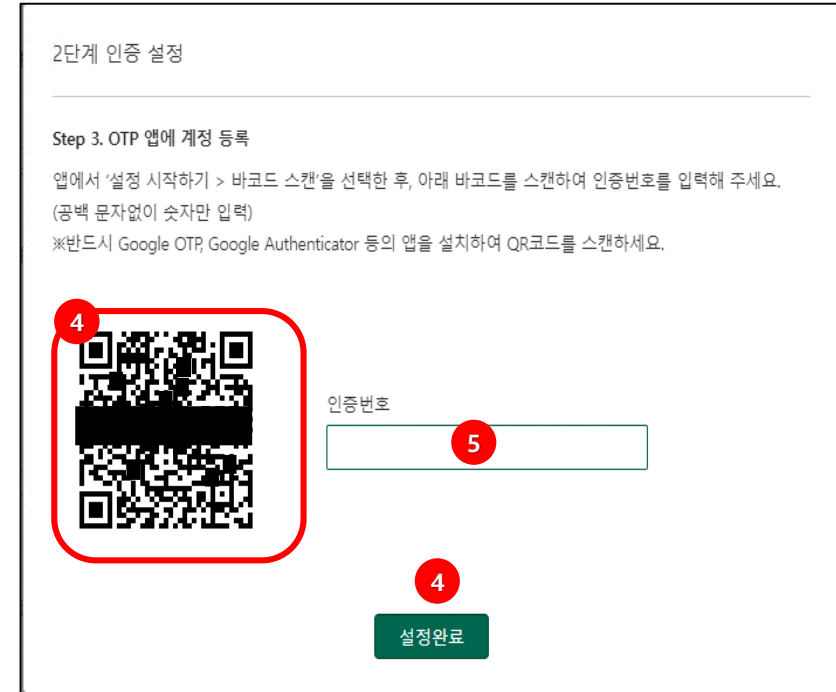 2단계 인증 설정
Step 3. OTP 앱에 계정 등록
앱에서 '설정 시작하기 > 바코드 스캔'을 선택한 후, 아래 바코드를 스캔하여 인증번호를 입력해 주세요.
(공백 문자없이 숫자만 입력)
※반드시 Google OTP, Google Authenticator 등의 앱을 설치하여 QR코드를 스캔하세요.
4
인증번호
5
4
설정완료